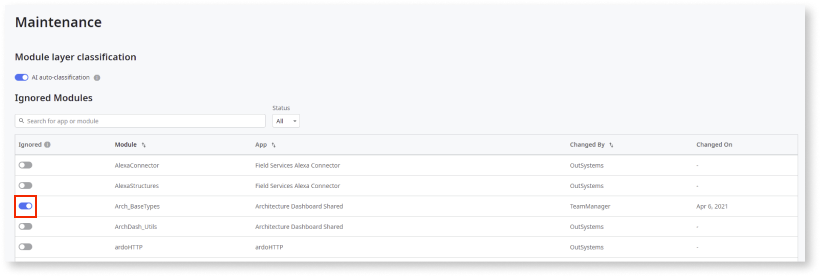 Maintenance
Module layer classification
AI auto-classification
Ignored Modules
Status
Search for app or module
All
Ignored Module App Changed By Changed On
AlexaConnector Field Services Alexa Connector OutSystems -
AlexaStructures Field Services Alexa Connector OutSystems -
Arch_BaseTypes Architecture Dashboard Shared TeamManager Apr 6, 2021
ArchDash_Utils Architecture Dashboard Shared OutSystems -
ardoHTTP ardoHTTP OutSystems -